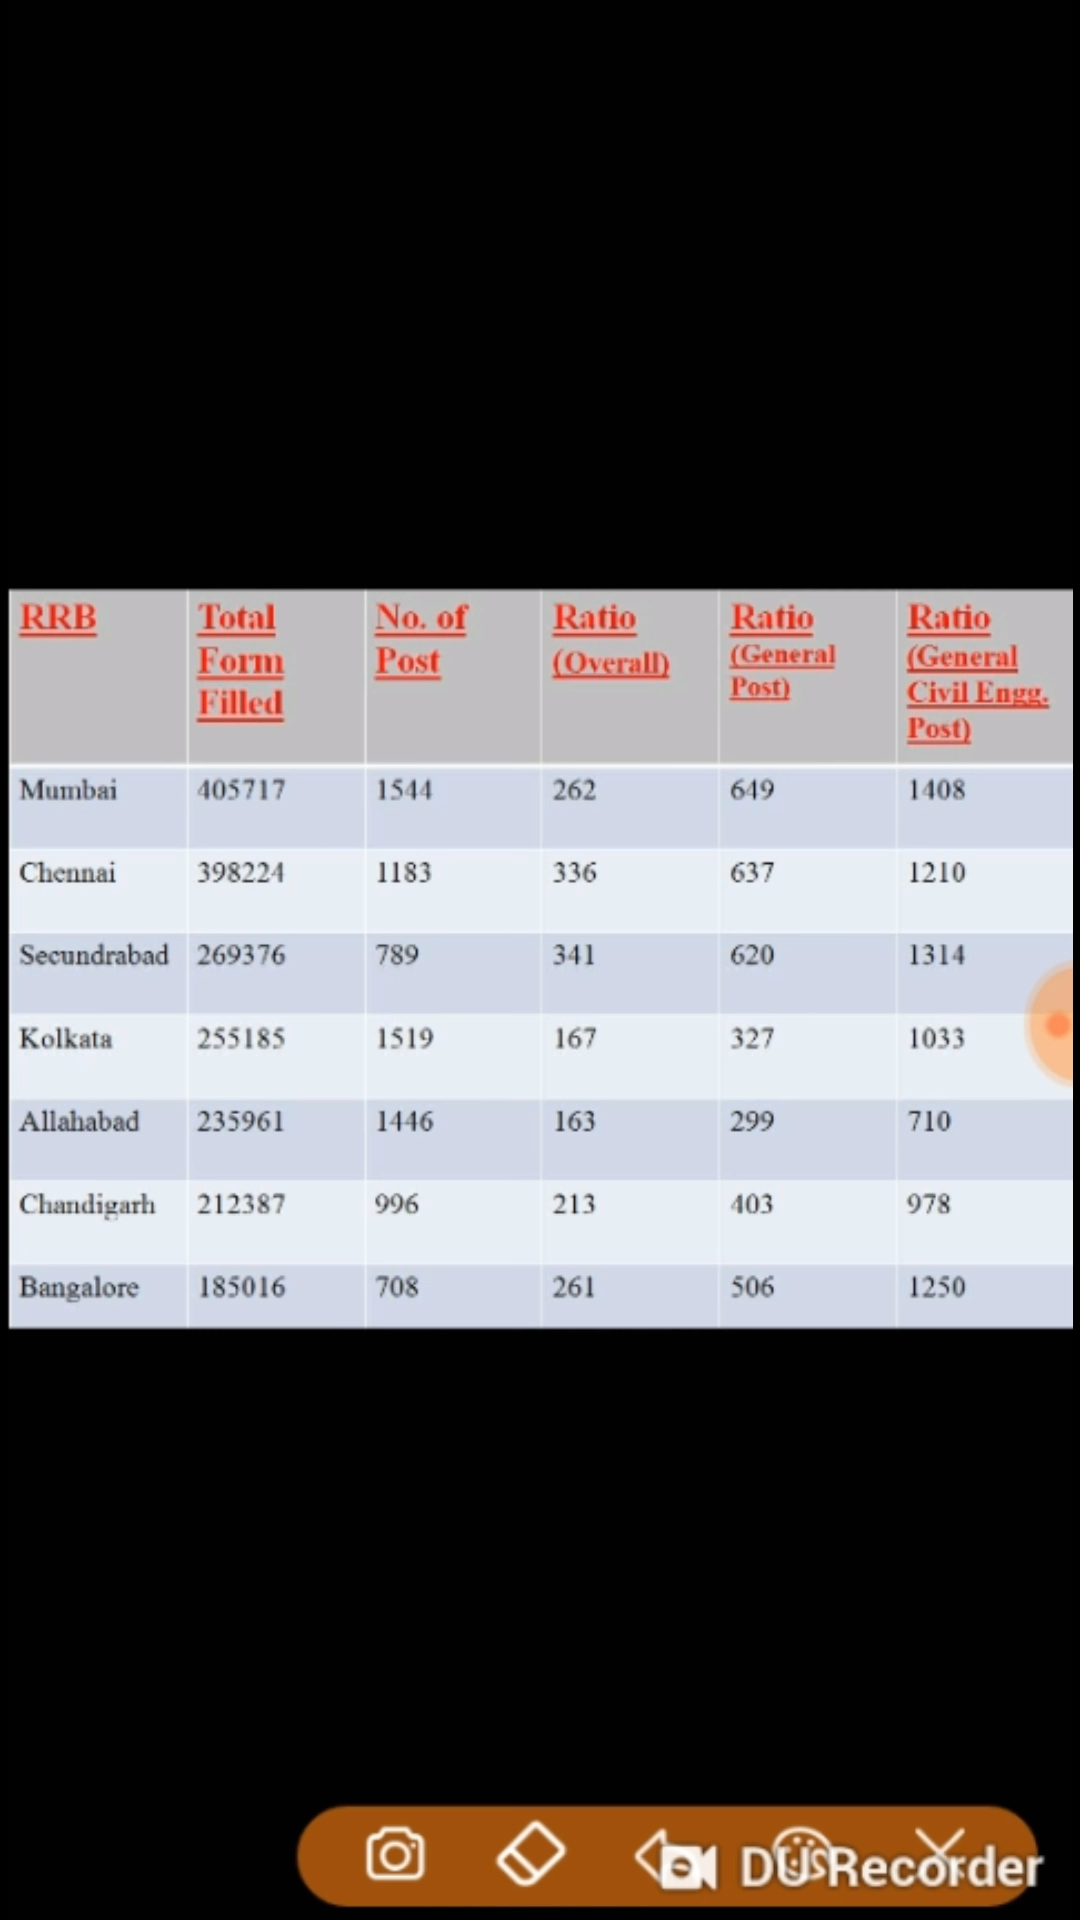 RRB Total Form Filled No. of Post Ratio (Overall) Ratio (General Post) Ratio (General Civil Engg. Post)
Mumbai 405717 1544 262 649 1408
Chennai 398224 1183 336 637 1210
Secundrabad 269376 789 341 620 1314
Kolkata 255185 1519 167 327 1033
Allahabad 235961 1446 163 299 710
Chandigarh 212387 996 213 403 978
Bangalore 185016 708 261 506 1250
DU Recorder